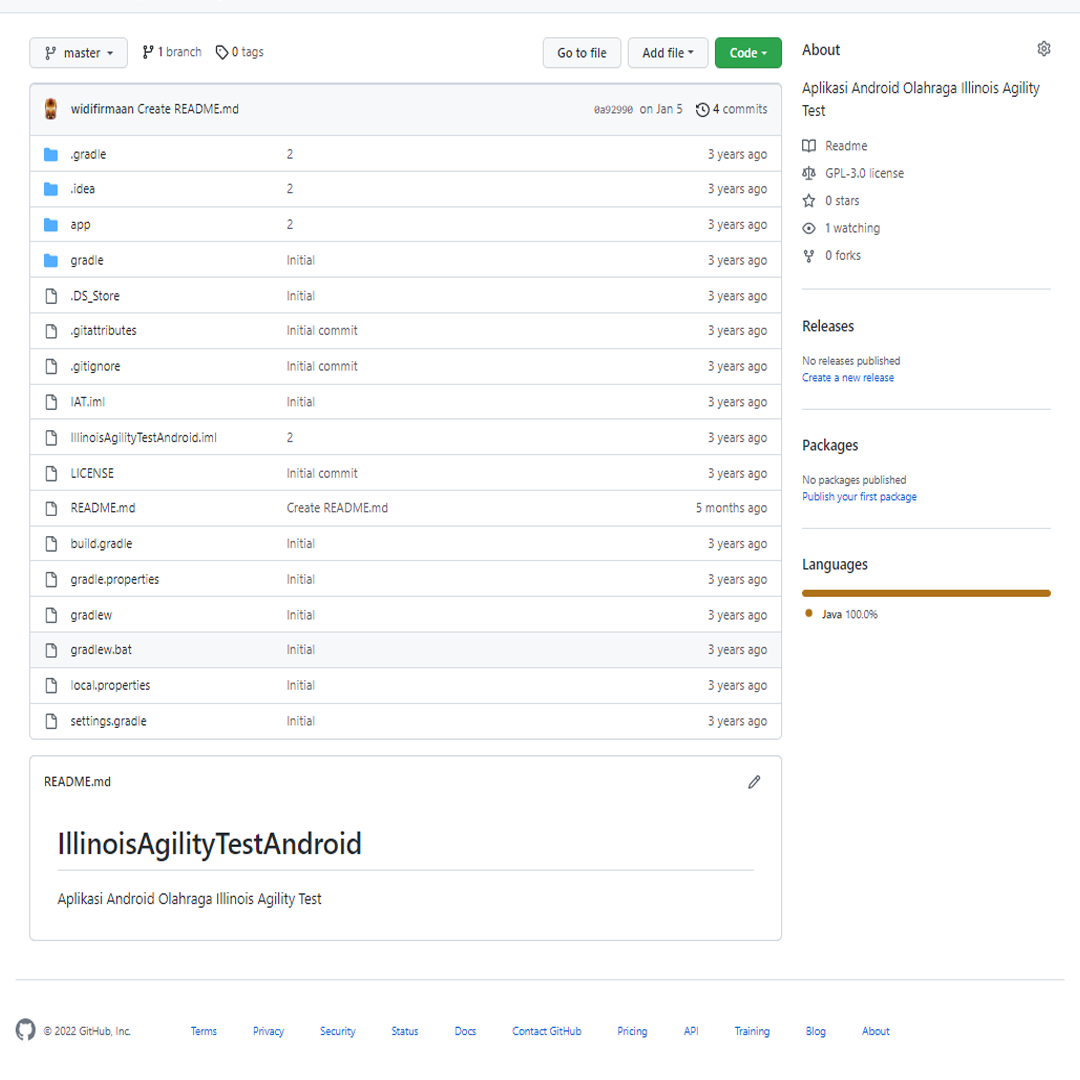 master 1 branch 0 tags Go to file Add file Code
widifirmaan Create README.md 0a92990 on Jan 5 4 commits
.gradle 2 3 years ago
.idea 2 3 years ago
app 2 3 years ago
gradle Initial 3 years ago
.DS_Store Initial 3 years ago
.gitattributes Initial commit 3 years ago
.gitignore Initial commit 3 years ago
IAT.iml Initial 3 years ago
IllinoisAgilityTestAndroid.iml 2 3 years ago
LICENSE Initial commit 3 years ago
README.md Create README.md 5 months ago
build.gradle Initial 3 years ago
gradle.properties Initial 3 years ago
gradlew Initial 3 years ago
gradlew.bat Initial 3 years ago
local.properties Initial 3 years ago
settings.gradle Initial 3 years ago
README.md
IllinoisAgilityTestAndroid
Aplikasi Android Olahraga Illinois Agility Test
About
Aplikasi Android Olahraga Illinois Agility
Test
Readme
GPL-3.0 license
0 stars
1 watching
0 forks
Releases
No releases published
Create a new release
Packages
No packages published
Publish your first package
Languages
Java 100.0%
© 2022 GitHub, Inc. Terms Privacy Security Status Docs Contact GitHub Pricing API Training Blog About